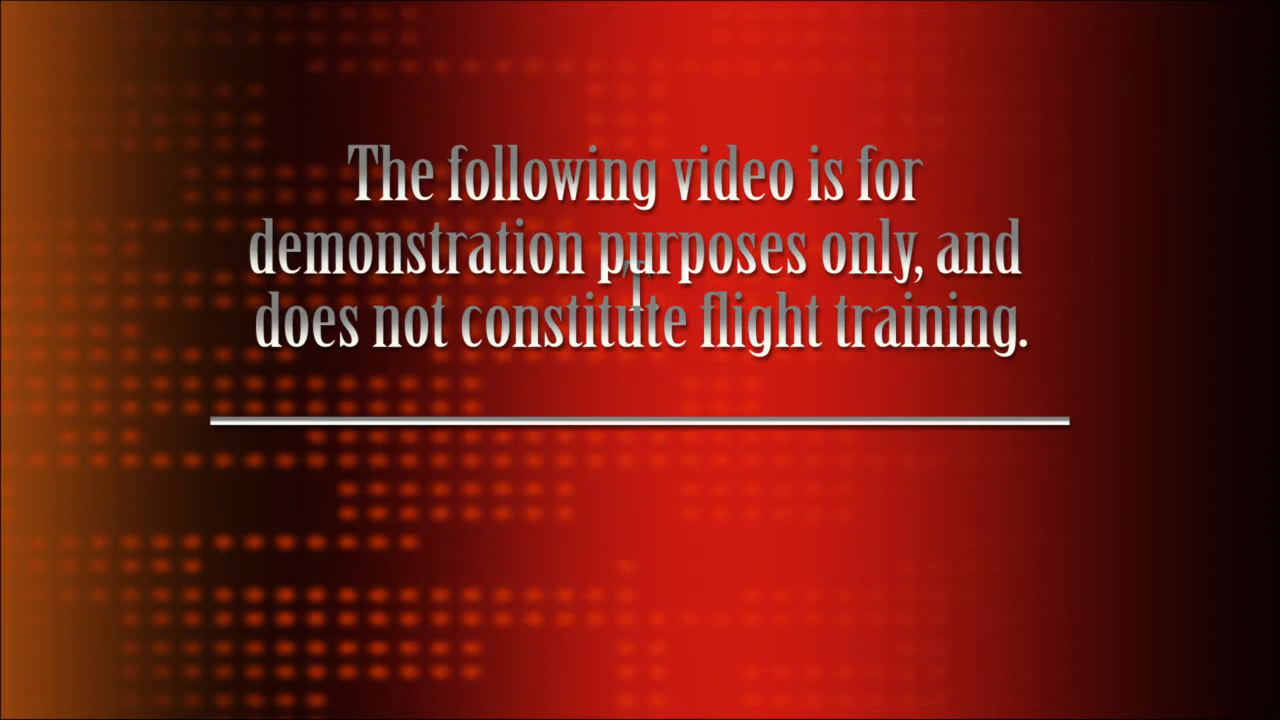 The following video is for
demonstration purposes only, and
T
does not constitute flight training.